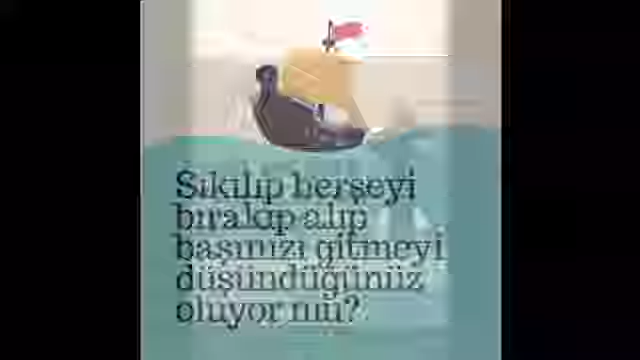 Sıkılıp herşeyi
bırakıp alıp
başınızı gitmeyi
düşündüğünüz
oluyor mu?